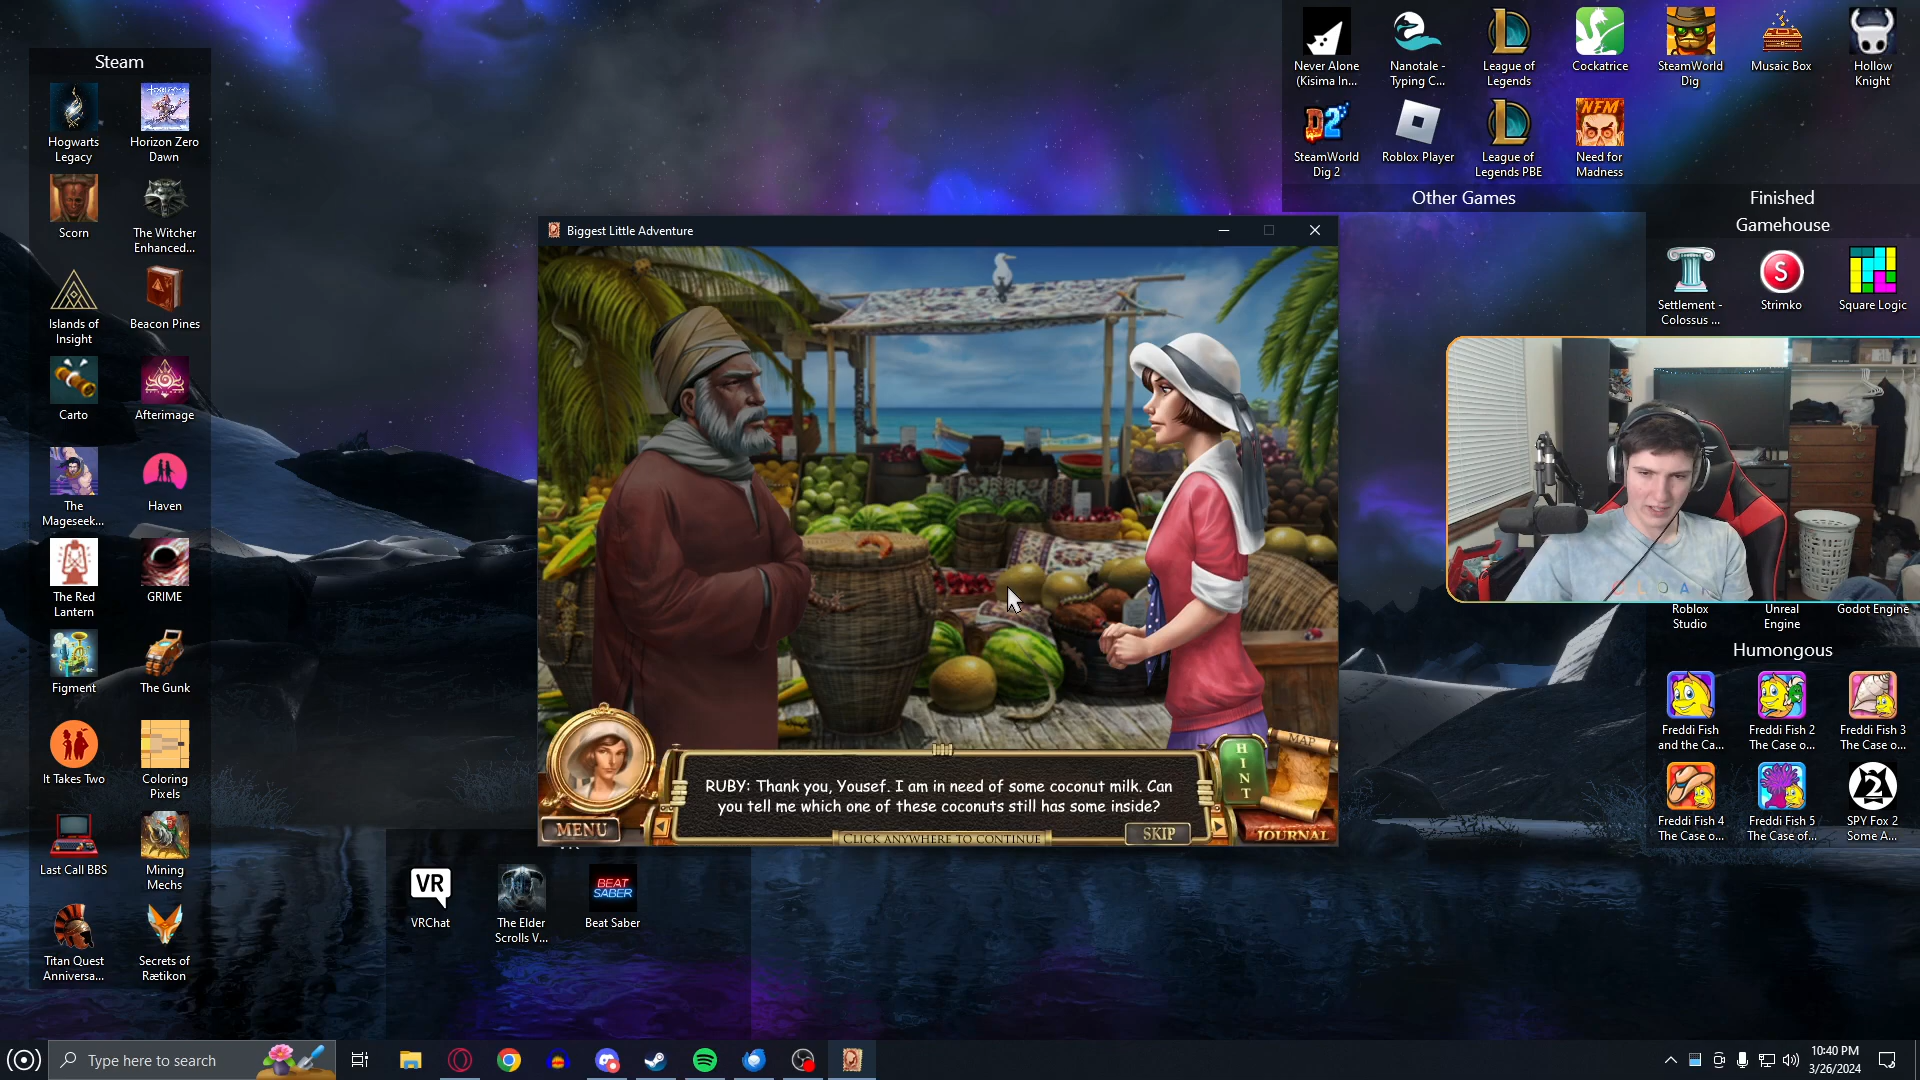 Steam
Hogwarts
Legacy
Horizon Zero
Dawn
Scorn
The Witcher
Enhanced...
Islands of
Insight
Beacon Pines
Carto
Afterimage
The
Mageseek...
Haven
The Red
Lantern
GRIME
Figment
The Gunk
It Takes Two
Coloring
Pixels
Last Call BBS
Mining
Mechs
Titan Quest
Anniversa...
Secrets of
Rætikon
Never Alone
(Kisima In...
Nanotale -
Typing C...
League of
Legends
Cockatrice
SteamWorld
Dig
Musaic Box
Hollow
Knight
D2
SteamWorld
Dig 2
Roblox Player
League of
Legends PBE
NFM
Need for
Madness
Other Games
Finished
Gamehouse
Settlement -
Colossus ...
S
Strimko
Square Logic
Biggest Little Adventure
RUBY: Thank you, Yousef. I am in need of some coconut milk. Can
you tell me which one of these coconuts still has some inside?
CLICK ANYWHERE TO CONTINUE
SKIP
MENU
HINT
MAP
JOURNAL
Roblox
Studio
Unreal
Engine
Godot Engine
Humongous
Freddi Fish
and the Ca...
Freddi Fish 2
The Case o...
Freddi Fish 3
The Case o...
Freddi Fish 4
The Case o...
Freddi Fish 5
The Case of...
2
SPY Fox 2
Some A...
VR
VRChat
The Elder
Scrolls V...
BEAT
SABER
Beat Saber
Type here to search
10:40 PM
3/26/2024